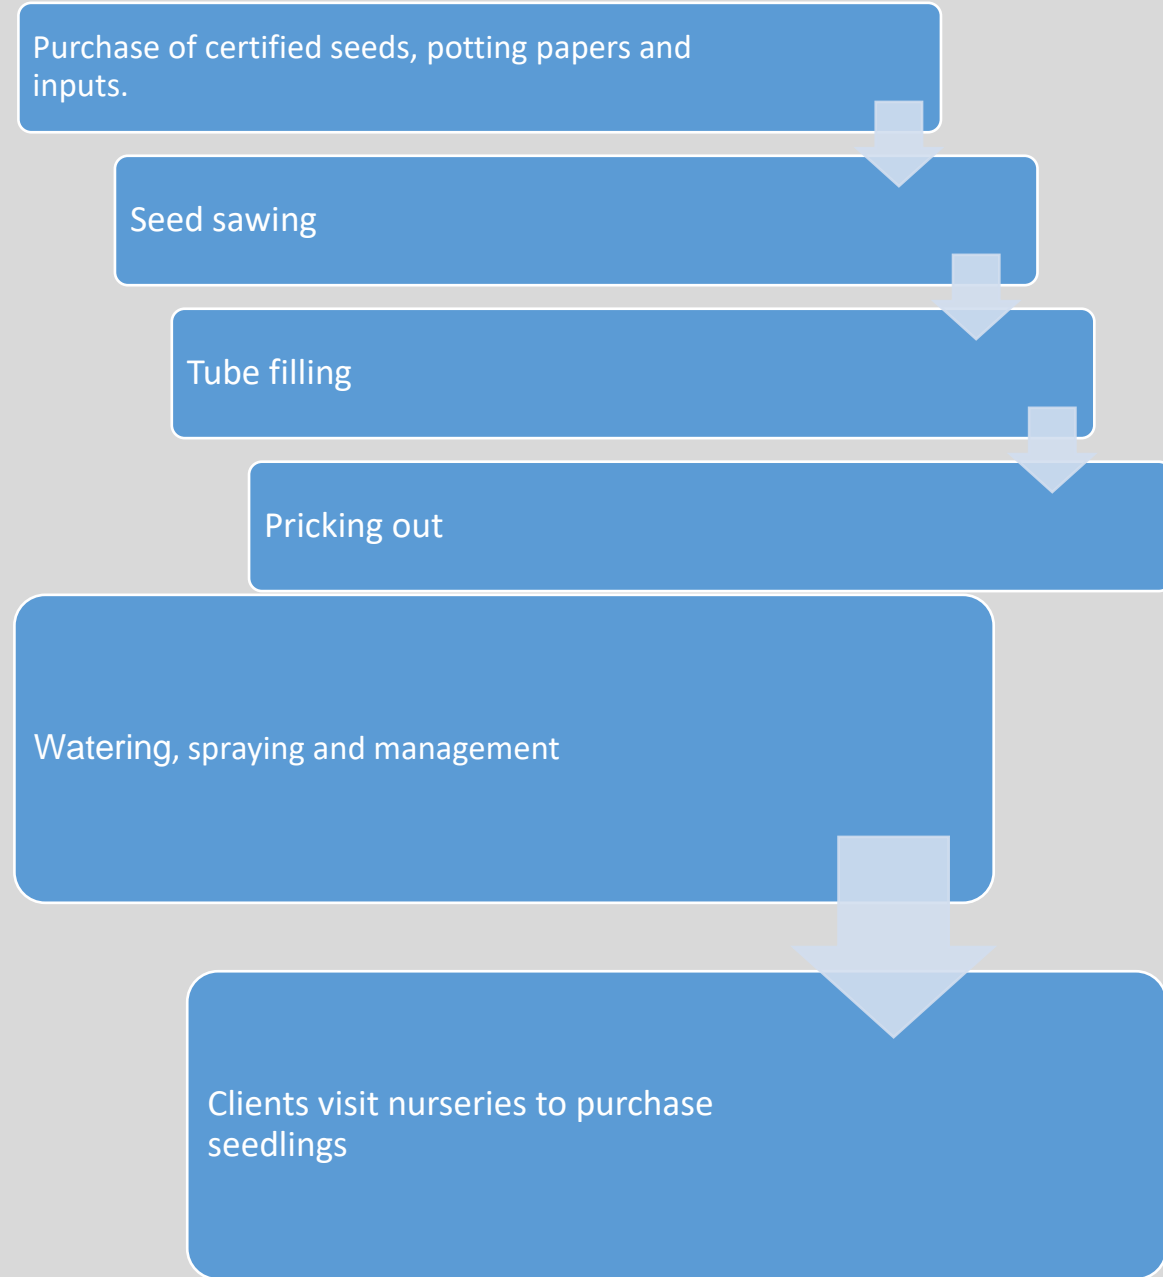 Purchase of certified seeds, potting papers and
inputs.
Seed sawing
Tube filling
Pricking out
Watering, spraying and management
Clients visit nurseries to purchase
seedlings